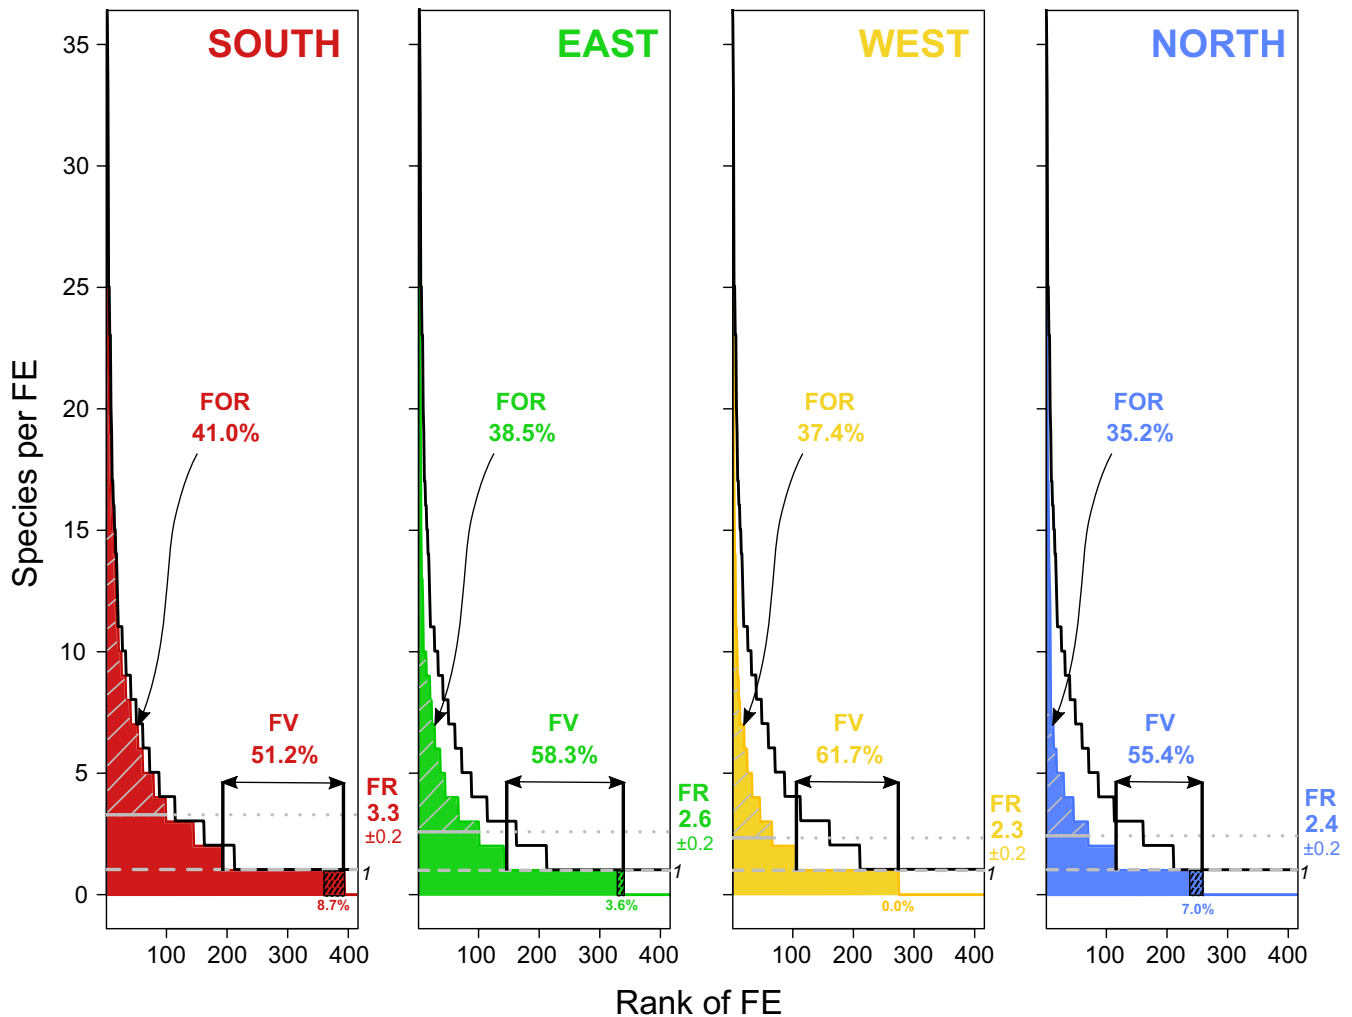 SOUTH
EAST
WEST
NORTH
Species per FE
35
30
25
20
15
10
5
0
FOR
41.0%
FV
51.2%
FR
3.3
±0.2
1
8.7%
100 200 300 400
FOR
38.5%
FV
58.3%
FR
2.6
±0.2
1
3.6%
100 200 300 400
FOR
37.4%
FV
61.7%
FR
2.3
±0.2
1
0.0%
100 200 300 400
FOR
35.2%
FV
55.4%
FR
2.4
±0.2
1
7.0%
100 200 300 400
Rank of FE